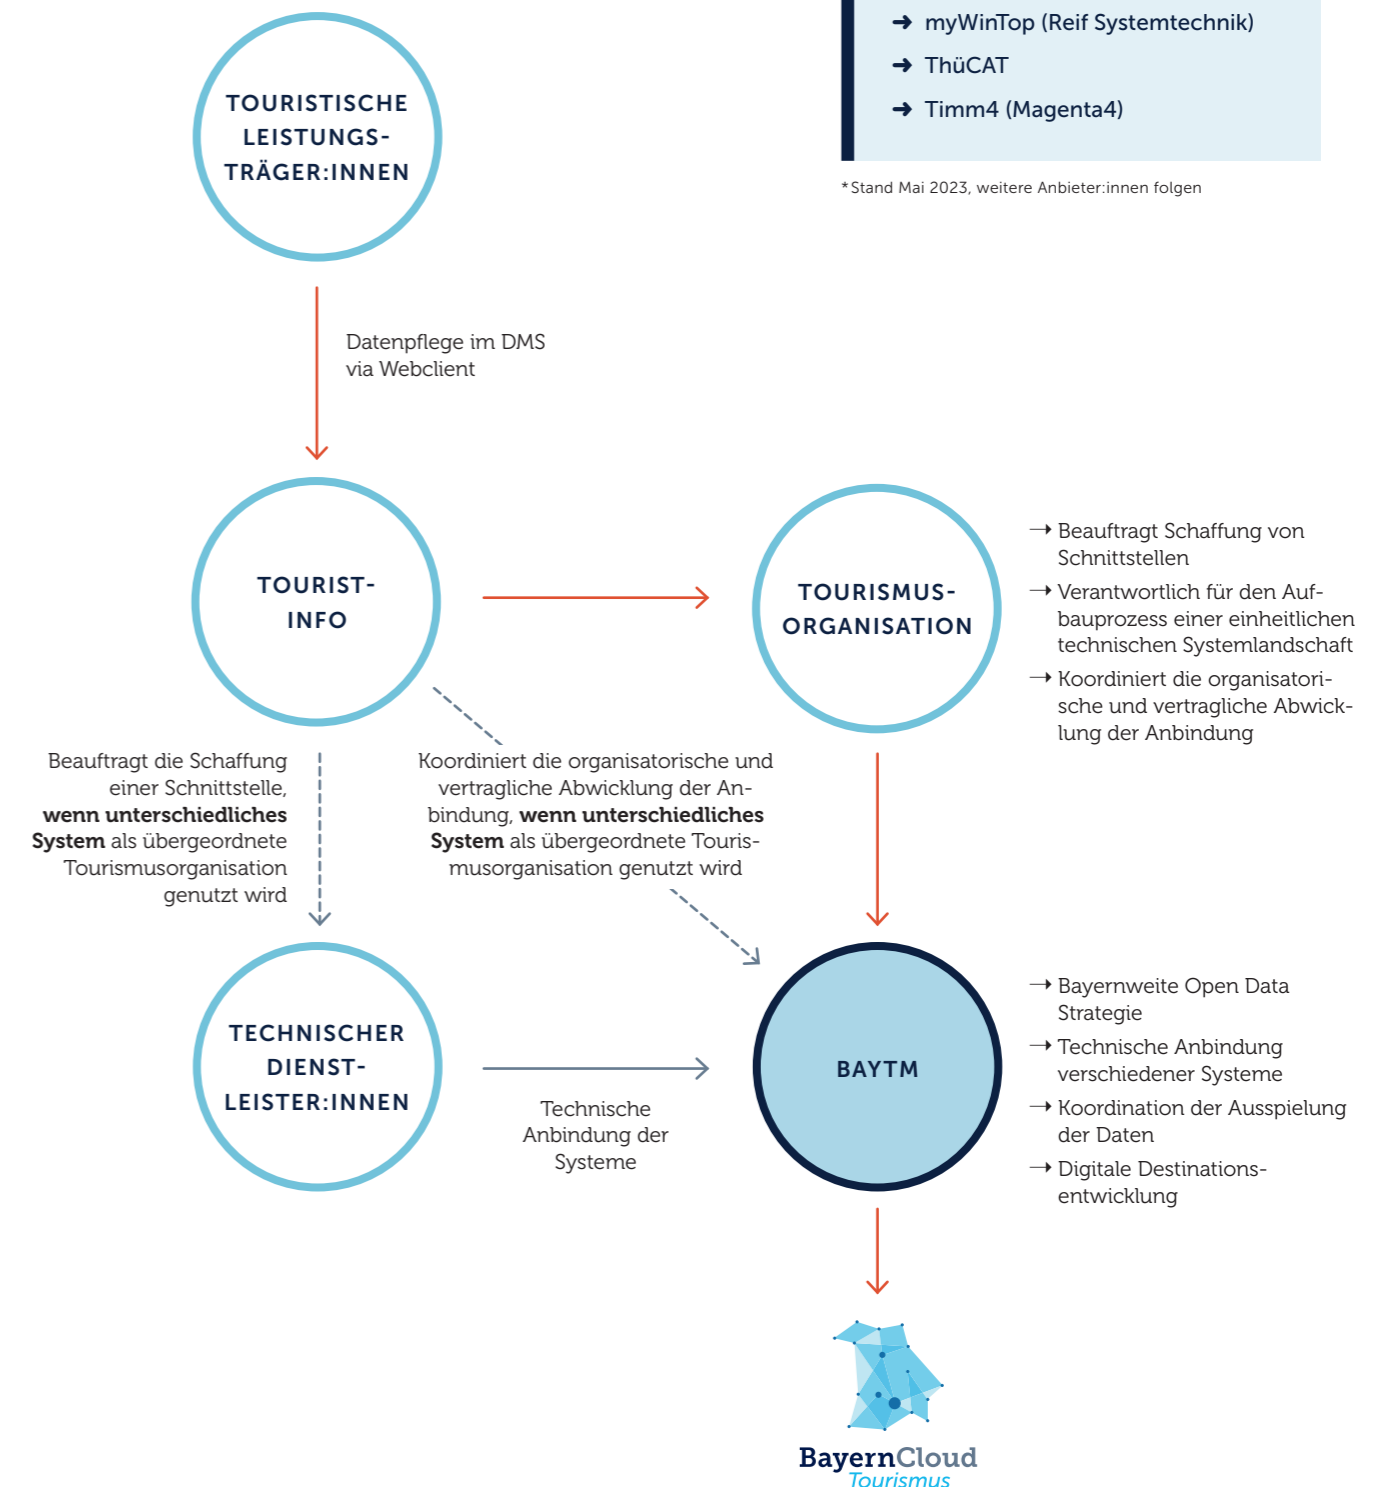 myWinTop (Reif Systemtechnik)
ThüCAT
Timm4 (Magenta4)
*Stand Mai 2023, weitere Anbieter:innen folgen
TOURISTISCHE
LEISTUNGS-
TRÄGER:INNEN
Datenpflege im DMS
via Webclient
TOURIST-
INFO
TOURISMUS-
ORGANISATION
Beauftragt Schaffung von
Schnittstellen
Verantwortlich für den Auf-
bauprozess einer einheitlichen
technischen Systemlandschaft
Koordiniert die organisatori-
sche und vertragliche Abwick-
lung der Anbindung
Beauftragt die Schaffung
einer Schnittstelle,
wenn unterschiedliches
System als übergeordnete
Tourismusorganisation
genutzt wird
Koordiniert die organisatorische und
vertragliche Abwicklung der An-
bindung, wenn unterschiedliches
System als übergeordnete Touris-
musorganisation genutzt wird
TECHNISCHER
DIENST-
LEISTER:INNEN
Technische
Anbindung der
Systeme
BAYTM
Bayernweite Open Data
Strategie
Technische Anbindung
verschiedener Systeme
Koordination der Ausspielung
der Daten
Digitale Destinations-
entwicklung
BayernCloud
Tourismus